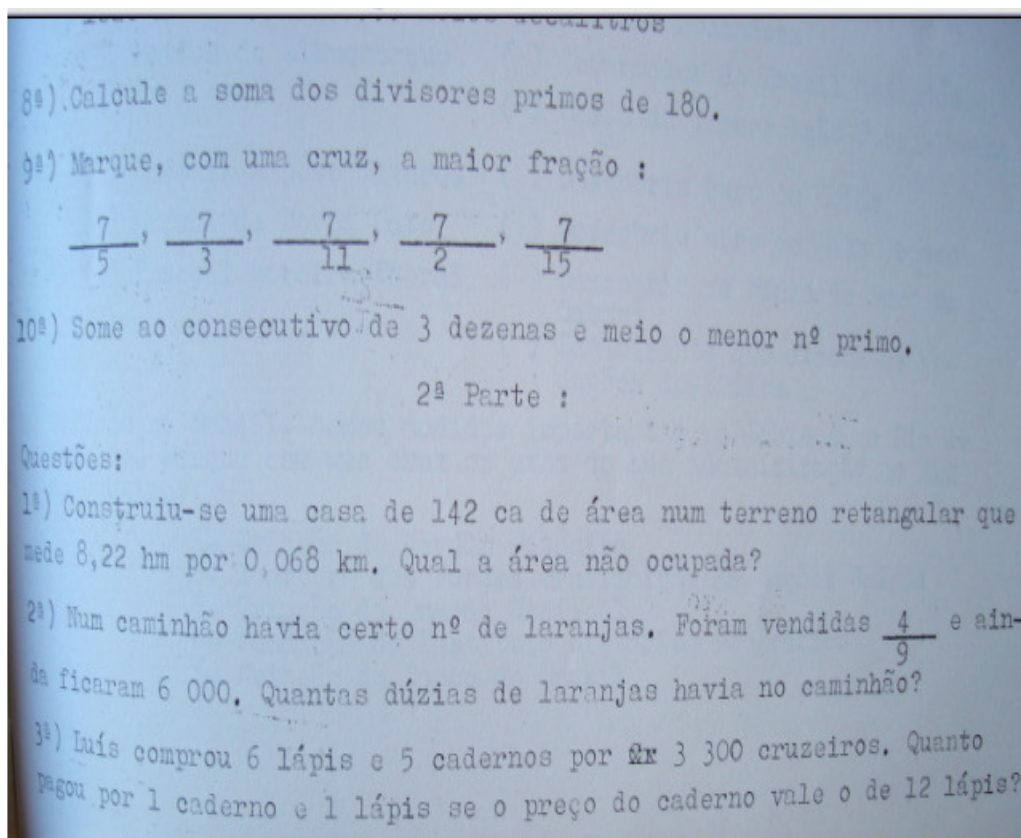 decalitros
8ª) Calcule a soma dos divisores primos de 180.
9ª) Marque, com uma cruz, a maior fração :
7/5, 7/3, 7/11, 7/2, 7/15
10ª) Some ao consecutivo de 3 dezenas e meio o menor nº primo.
2ª Parte :
Questões:
1ª) Construiu-se uma casa de 142 ca de área num terreno retangular que
mede 8,22 hm por 0,068 km. Qual a área não ocupada?
2ª) Num caminhão havia certo nº de laranjas. Foram vendidas 4/9 e ain-
da ficaram 6 000. Quantas dúzias de laranjas havia no caminhão?
3ª) Luís comprou 6 lápis e 5 cadernos por 3 300 cruzeiros. Quanto
pagou por 1 caderno e 1 lápis se o preço do caderno vale o de 12 lápis?